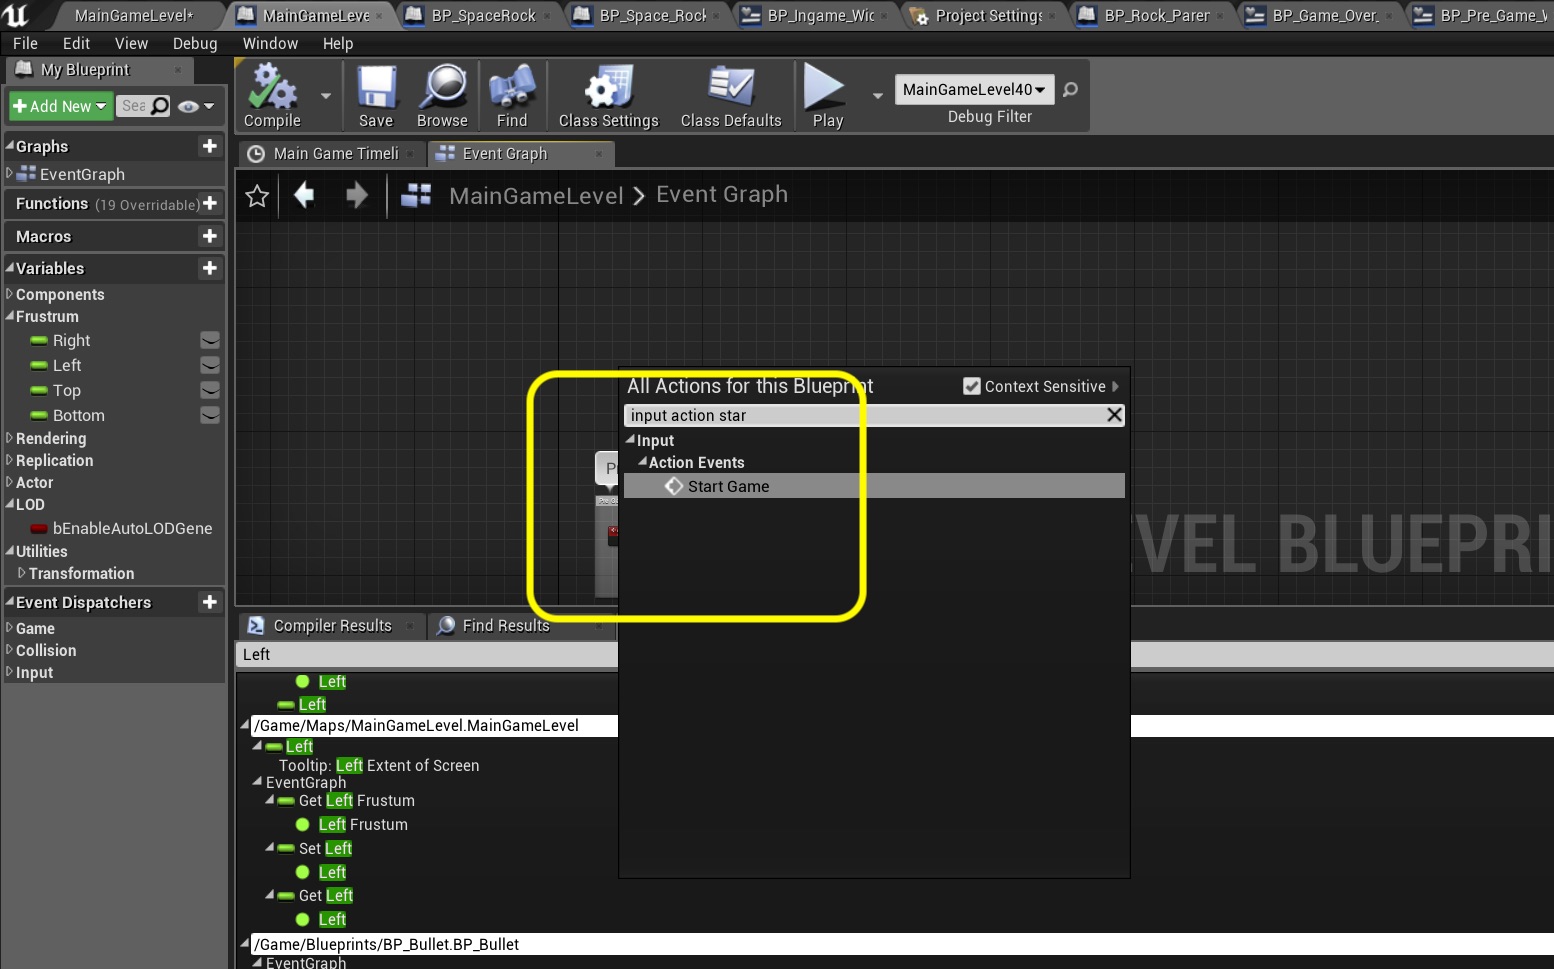 MainGameLevel*
MainGameLeve
BP_SpaceRock
BP_Space_Rock
BP_Ingame_Wid
Project Settings
BP_Rock_Paren
BP_Game_Over_
BP_Pre_Game_W
File Edit View Debug Window Help
My Blueprint
Add New
Sea
Compile
Save
Browse
Find
Class Settings
Class Defaults
Play
MainGameLevel40
Debug Filter
Graphs
EventGraph
Functions (19 Overridable)
Macros
Variables
Components
Frustrum
Right
Left
Top
Bottom
Rendering
Replication
Actor
LOD
bEnableAutoLODGene
Utilities
Transformation
Event Dispatchers
Game
Collision
Input
Main Game Timeli
Event Graph
MainGameLevel > Event Graph
All Actions for this Blueprint
Context Sensitive
input action star
Input
Action Events
Start Game
VEL BLUEPRI
Compiler Results
Find Results
Left
Left
Left
/Game/Maps/MainGameLevel.MainGameLevel
Left
Tooltip: Left Extent of Screen
EventGraph
Get Left Frustum
Left Frustum
Set Left
Left
Get Left
Left
/Game/Blueprints/BP_Bullet.BP_Bullet
EventGraph